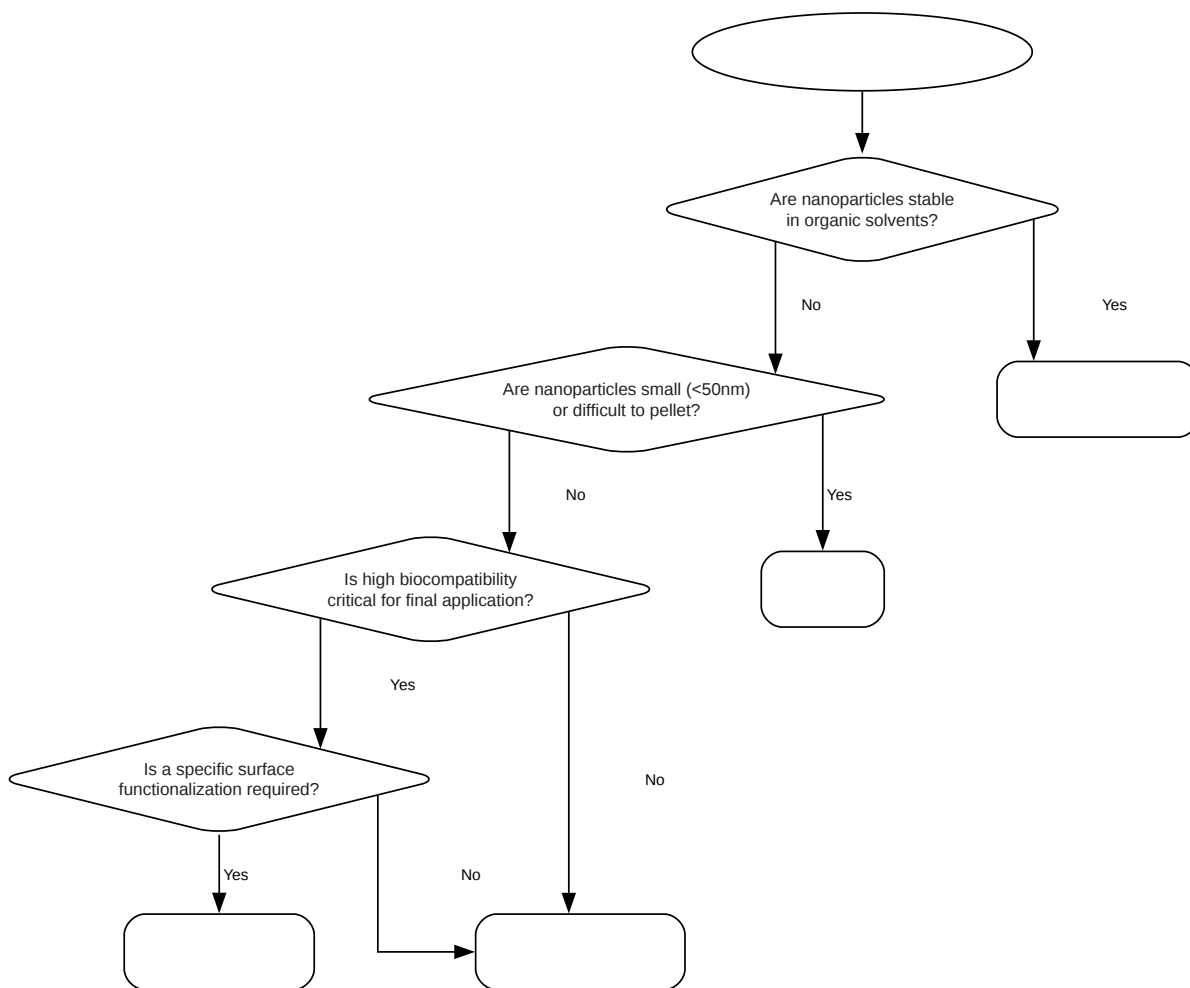 Are nanoparticles stable
in organic solvents?
No
Yes
Are nanoparticles small (<50nm)
or difficult to pellet?
No
Yes
Is high biocompatibility
critical for final application?
Yes
No
Is a specific surface
functionalization required?
Yes
No